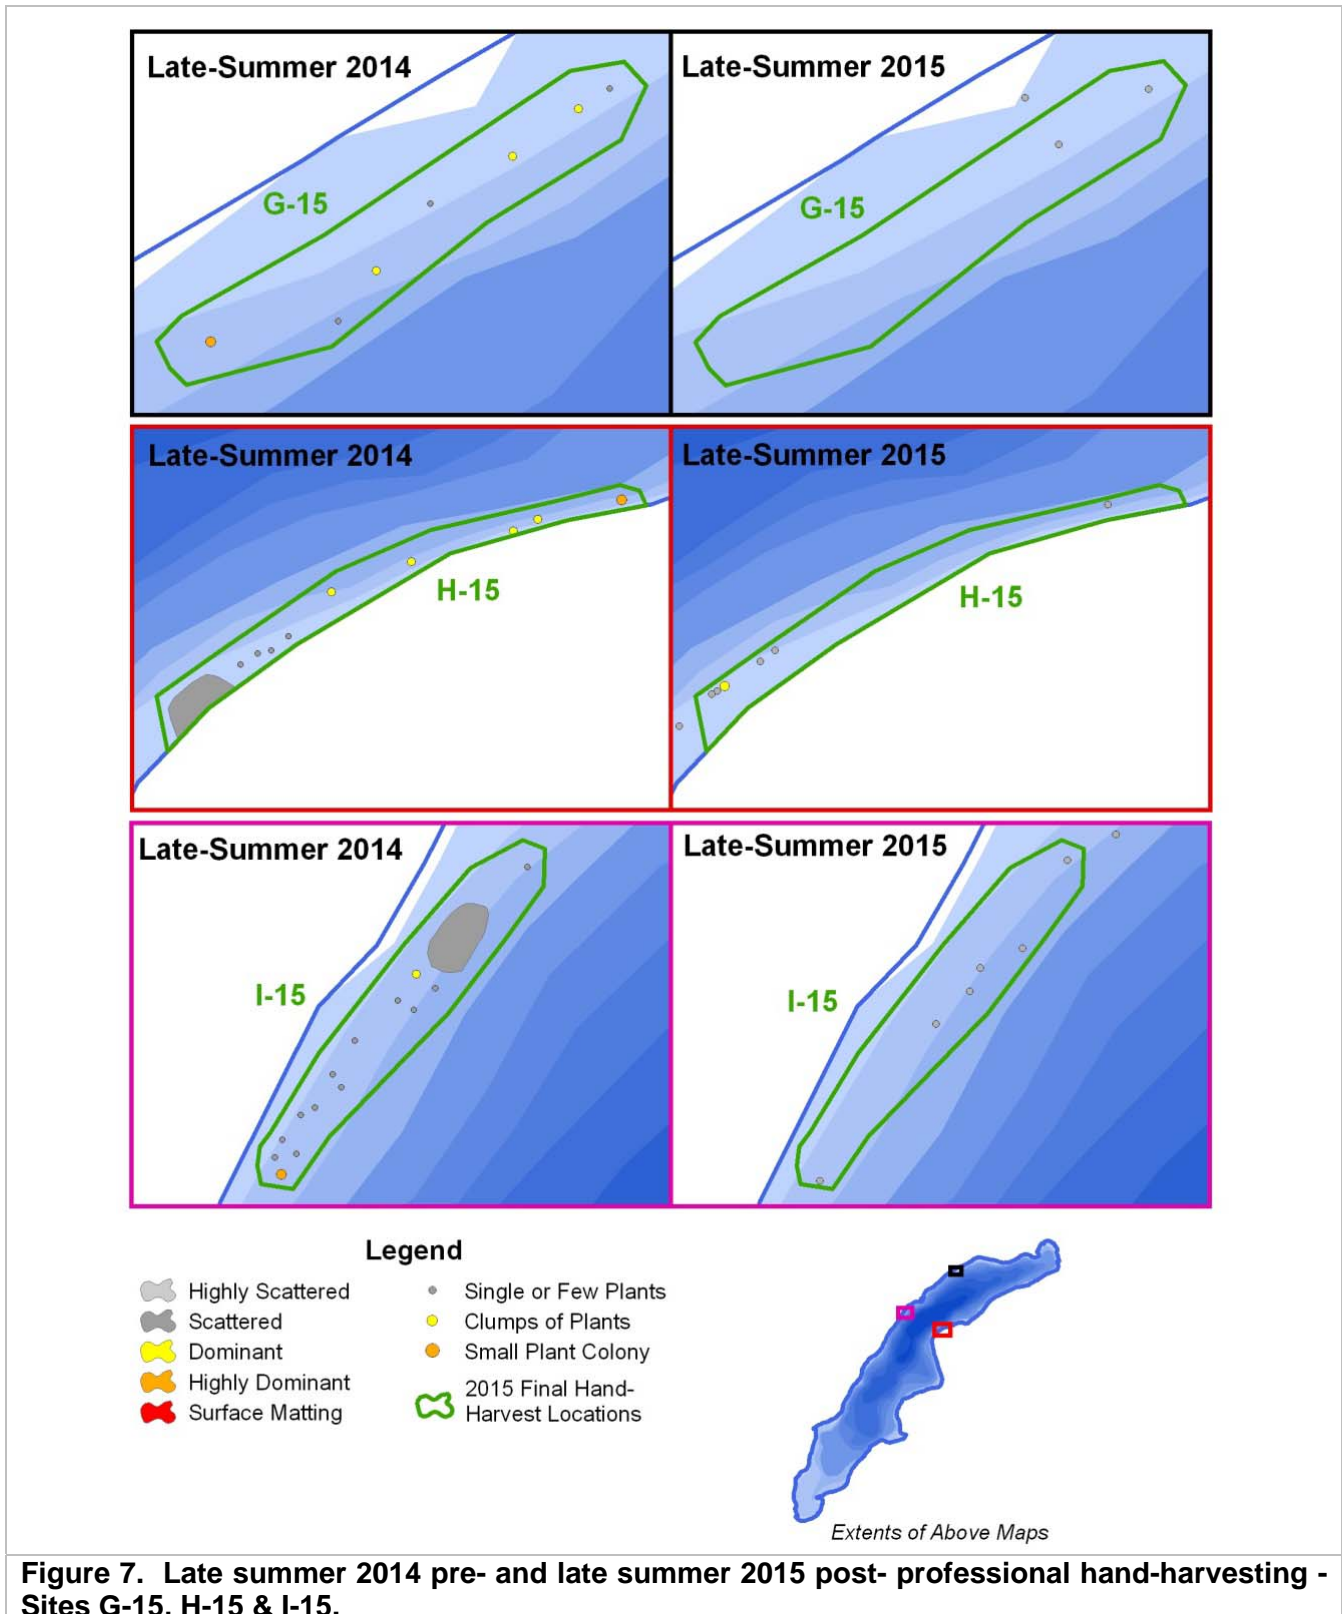 Late-Summer 2014
Late-Summer 2015
G-15
G-15
Late-Summer 2014
Late-Summer 2015
H-15
H-15
Late-Summer 2014
Late-Summer 2015
I-15
I-15
Legend
Highly Scattered
Scattered
Dominant
Highly Dominant
Surface Matting
Single or Few Plants
Clumps of Plants
Small Plant Colony
2015 Final Hand-
Harvest Locations
Extents of Above Maps
Figure 7. Late summer 2014 pre- and late summer 2015 post- professional hand-harvesting -
Sites G-15, H-15 & I-15.